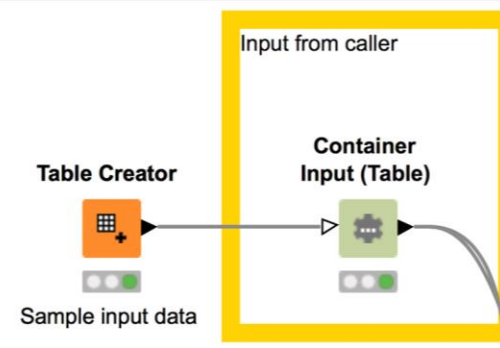 Input from caller
Container
Input (Table)
Table Creator
Sample input data